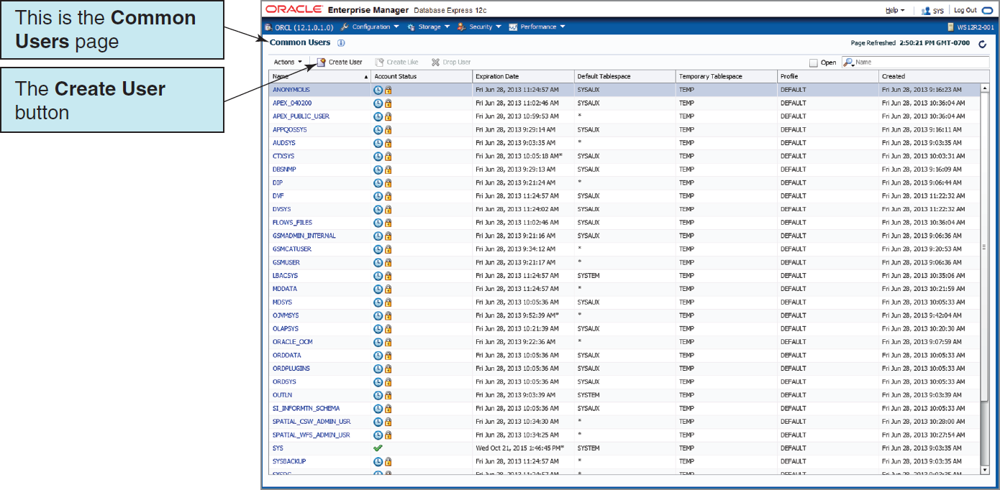 This is the Common
Users page
The Create User
button
ORACLE Enterprise Manager Database Express 12c
Help SYS Log Out
ORCL (12.1.0.1.0) Configuration Storage Security Performance WS12R2-001
Common Users Page Refreshed 2:50:21 PM GMT-0700
Actions Create User Create Like Drop User Open Name
Name Account Status Expiration Date Default Tablespace Temporary Tablespace Profile Created
ANONYMOUS Fri Jun 28, 2013 11:24:57 AM SYSAUX TEMP DEFAULT Fri Jun 28, 2013 9:16:23 AM
APEX_040200 Fri Jun 28, 2013 11:02:46 AM SYSAUX TEMP DEFAULT Fri Jun 28, 2013 10:36:04 AM
APEX_PUBLIC_USER Fri Jun 28, 2013 10:59:53 AM * TEMP DEFAULT Fri Jun 28, 2013 10:36:04 AM
APPQOSSYS Fri Jun 28, 2013 9:29:14 AM SYSAUX TEMP DEFAULT Fri Jun 28, 2013 9:16:11 AM
AUDSYS Fri Jun 28, 2013 9:03:35 AM * TEMP DEFAULT Fri Jun 28, 2013 9:03:35 AM
CTXSYS Fri Jun 28, 2013 10:05:18 AM* SYSAUX TEMP DEFAULT Fri Jun 28, 2013 10:03:31 AM
DBSNMP Fri Jun 28, 2013 9:29:13 AM SYSAUX TEMP DEFAULT Fri Jun 28, 2013 9:16:09 AM
DIP Fri Jun 28, 2013 9:21:24 AM * TEMP DEFAULT Fri Jun 28, 2013 9:06:44 AM
DVF Fri Jun 28, 2013 11:24:57 AM SYSAUX TEMP DEFAULT Fri Jun 28, 2013 11:22:32 AM
DVSYS Fri Jun 28, 2013 11:24:02 AM SYSAUX TEMP DEFAULT Fri Jun 28, 2013 11:22:32 AM
FLOWS_FILES Fri Jun 28, 2013 11:02:46 AM SYSAUX TEMP DEFAULT Fri Jun 28, 2013 10:36:04 AM
GSMADMIN_INTERNAL Fri Jun 28, 2013 9:21:16 AM SYSAUX TEMP DEFAULT Fri Jun 28, 2013 9:06:36 AM
GSMCATUSER Fri Jun 28, 2013 9:34:12 AM * TEMP DEFAULT Fri Jun 28, 2013 9:20:53 AM
GSMUSER Fri Jun 28, 2013 9:21:17 AM * TEMP DEFAULT Fri Jun 28, 2013 9:06:36 AM
LBACSYS Fri Jun 28, 2013 11:24:57 AM SYSTEM TEMP DEFAULT Fri Jun 28, 2013 10:35:06 AM
MDDATA Fri Jun 28, 2013 11:24:57 AM * TEMP DEFAULT Fri Jun 28, 2013 10:21:59 AM
MDSYS Fri Jun 28, 2013 10:05:36 AM SYSAUX TEMP DEFAULT Fri Jun 28, 2013 10:05:33 AM
OJVMSYS Fri Jun 28, 2013 9:52:39 AM* * TEMP DEFAULT Fri Jun 28, 2013 9:42:04 AM
OLAPSYS Fri Jun 28, 2013 10:21:39 AM SYSAUX TEMP DEFAULT Fri Jun 28, 2013 10:20:30 AM
ORACLE_OCM Fri Jun 28, 2013 9:22:36 AM * TEMP DEFAULT Fri Jun 28, 2013 9:07:59 AM
ORDDATA Fri Jun 28, 2013 10:05:36 AM SYSAUX TEMP DEFAULT Fri Jun 28, 2013 10:05:33 AM
ORDPLUGINS Fri Jun 28, 2013 10:05:36 AM SYSAUX TEMP DEFAULT Fri Jun 28, 2013 10:05:33 AM
ORDSYS Fri Jun 28, 2013 10:05:36 AM SYSAUX TEMP DEFAULT Fri Jun 28, 2013 10:05:33 AM
OUTLN Fri Jun 28, 2013 9:03:39 AM SYSTEM TEMP DEFAULT Fri Jun 28, 2013 9:03:39 AM
SI_INFORMTN_SCHEMA Fri Jun 28, 2013 10:05:36 AM SYSAUX TEMP DEFAULT Fri Jun 28, 2013 10:05:33 AM
SPATIAL_CSW_ADMIN_USR Fri Jun 28, 2013 10:34:30 AM * TEMP DEFAULT Fri Jun 28, 2013 10:28:00 AM
SPATIAL_WFS_ADMIN_USR Fri Jun 28, 2013 10:34:25 AM * TEMP DEFAULT Fri Jun 28, 2013 10:27:54 AM
SYS Wed Oct 21, 2015 1:46:45 PM* SYSTEM TEMP DEFAULT Fri Jun 28, 2013 9:03:35 AM
SYSBACKUP Fri Jun 28, 2013 11:24:57 AM * TEMP DEFAULT Fri Jun 28, 2013 9:03:35 AM